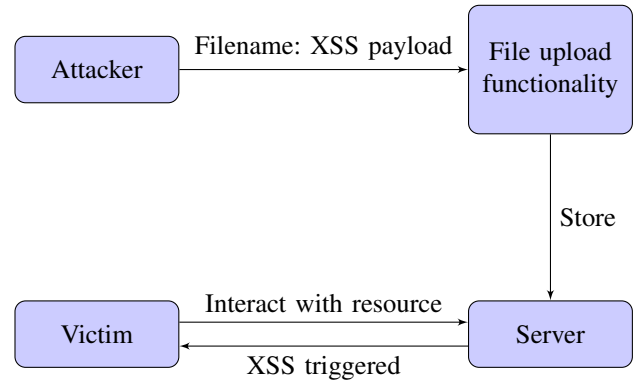 Attacker
Filename: XSS payload
File upload
functionality
Store
Victim
Interact with resource
XSS triggered
Server